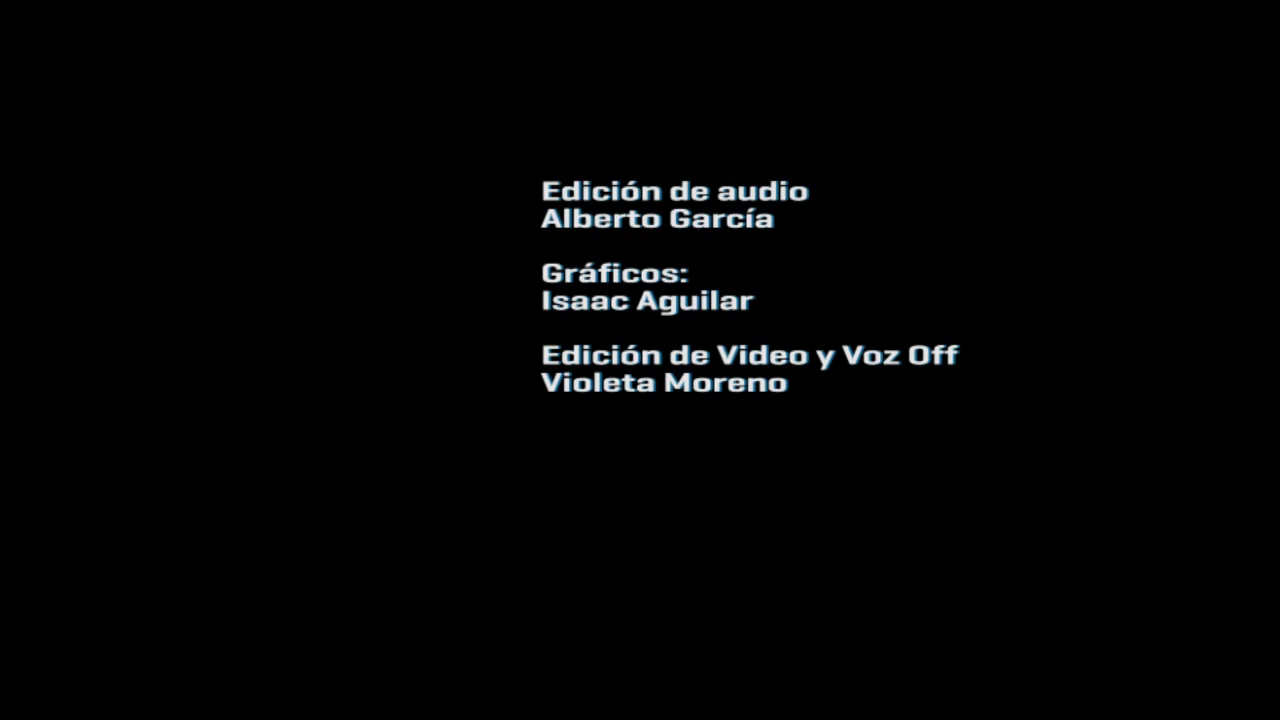 Edición de audio
Alberto García
Gráficos:
Isaac Aguilar
Edición de Video y Voz Off
Violeta Moreno